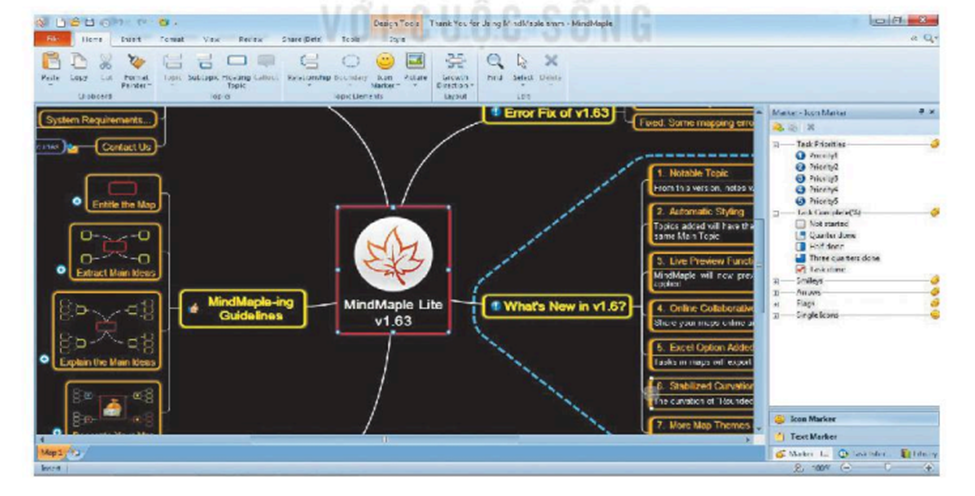 VỚI CUỘC SỐNG
Design Tools Thank You for Using MindMaple.emm - MindMaple
File Home Insert Format View Review Share (Beta) Tools Style
Paste Copy Cut Format Painter
Topic Subtopic Floating Topic Callout
Relationship Boundary Icon Marker Picture
Growth Direction
Find Select Delete
Clipboard Topics Topic Elements Layout Edit
System Requirements...
Contact Us
Entitle the Map
Extract Main Ideas
Explain the Main Ideas
MindMaple-ing Guidelines
MindMaple Lite
v1.63
Error Fix of v1.63
Fixed: Some mapping erro
What's New in v1.6?
1. Notable Topic
From this version, notes
2. Automatic Styling
Topics added will have the
same Main Topic
3. Live Preview Functi
MindMaple will now prev
applied
4. Online Collaborative
Share your maps online
5. Excel Option Added
Tasks in maps will export
6. Stabilized Curvation
The curvation of "Rounded
7. More Map Themes
Marker - Icon Marker
Task Priorities
Priority1
Priority2
Priority3
Priority4
Priority5
Task Complete(%)
Not started
Quarter done
Half done
Three quarters done
Task done
Smileys
Arrows
Flags
Single Icons
Icon Marker
Text Marker
Marker Task Infor... Library
Map 1
Insert
100%